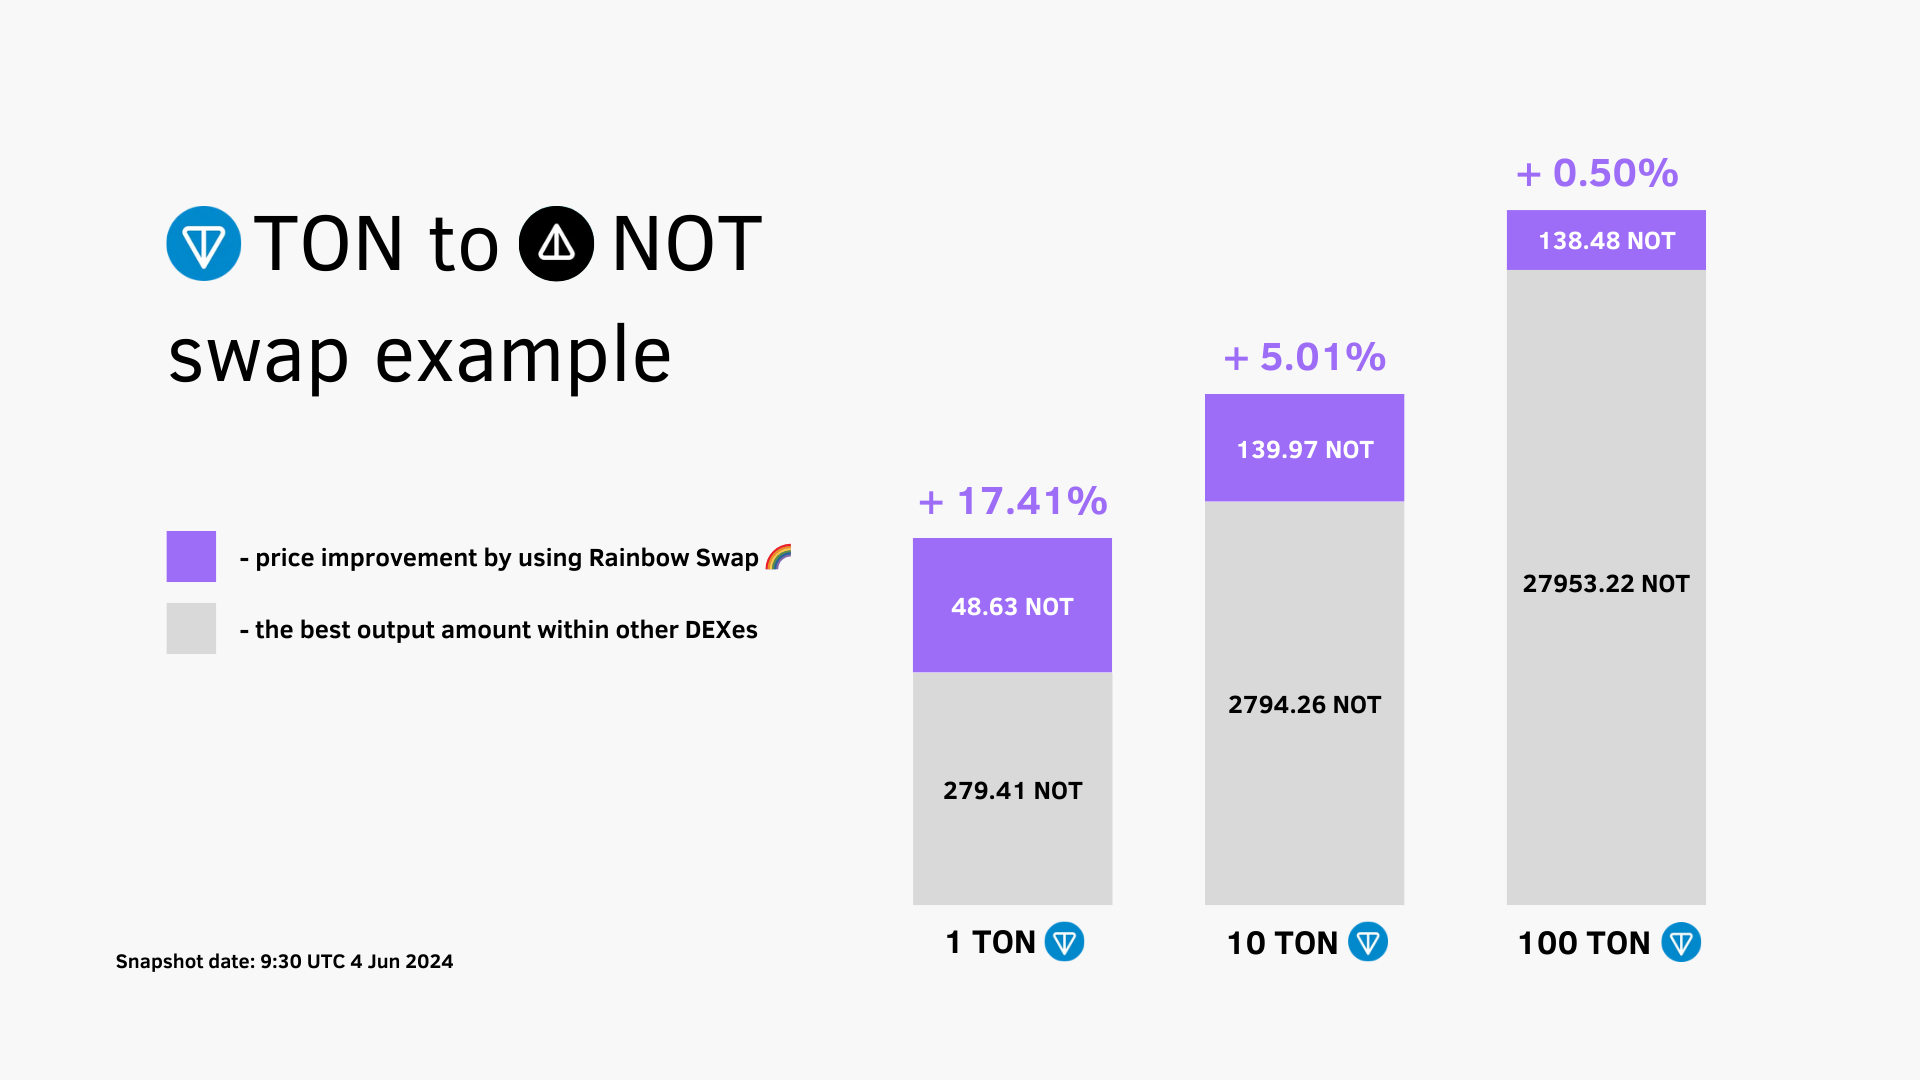 TON to NOT
swap example
- price improvement by using Rainbow Swap 🌈
- the best output amount within other DEXes
Snapshot date: 9:30 UTC 4 Jun 2024
+ 17.41%
48.63 NOT
279.41 NOT
1 TON
+ 5.01%
139.97 NOT
2794.26 NOT
10 TON
+ 0.50%
138.48 NOT
27953.22 NOT
100 TON